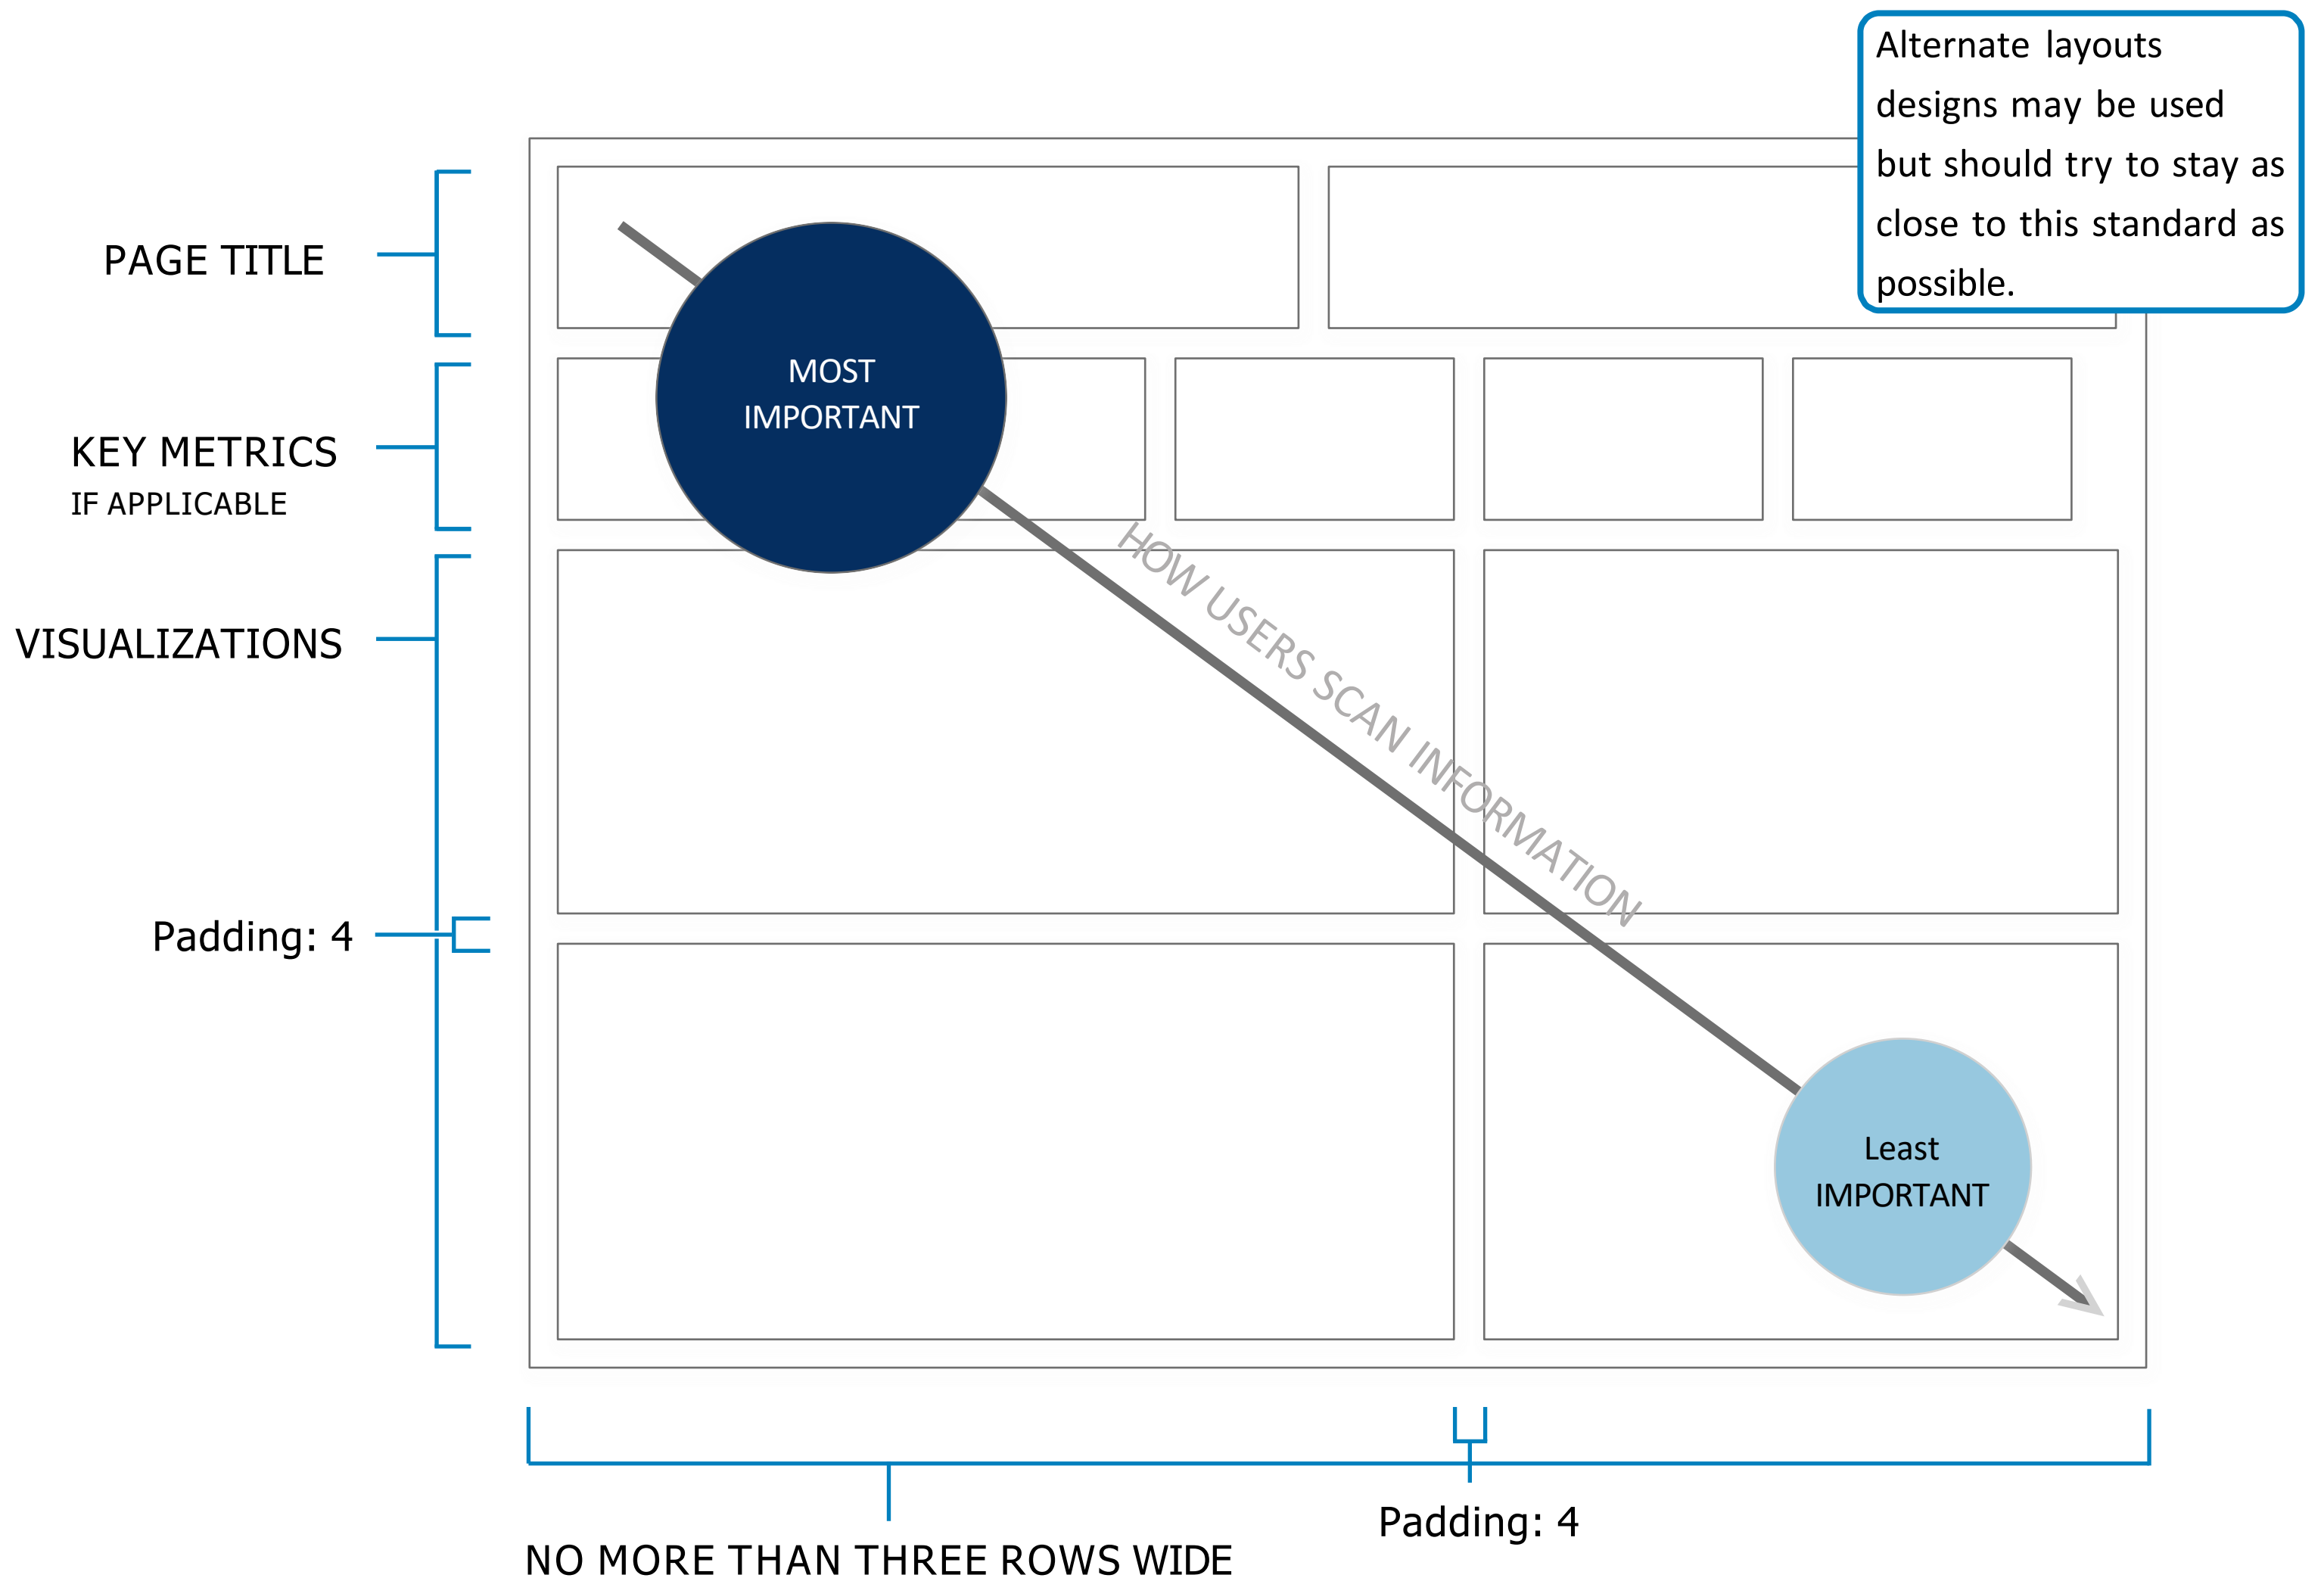 Alternate layouts
designs may be used
but should try to stay as
close to this standard as
possible.
PAGE TITLE
MOST
IMPORTANT
KEY METRICS
IF APPLICABLE
HOW USERS SCAN INFORMATION
VISUALIZATIONS
Padding: 4
Least
IMPORTANT
Padding: 4
NO MORE THAN THREE ROWS WIDE